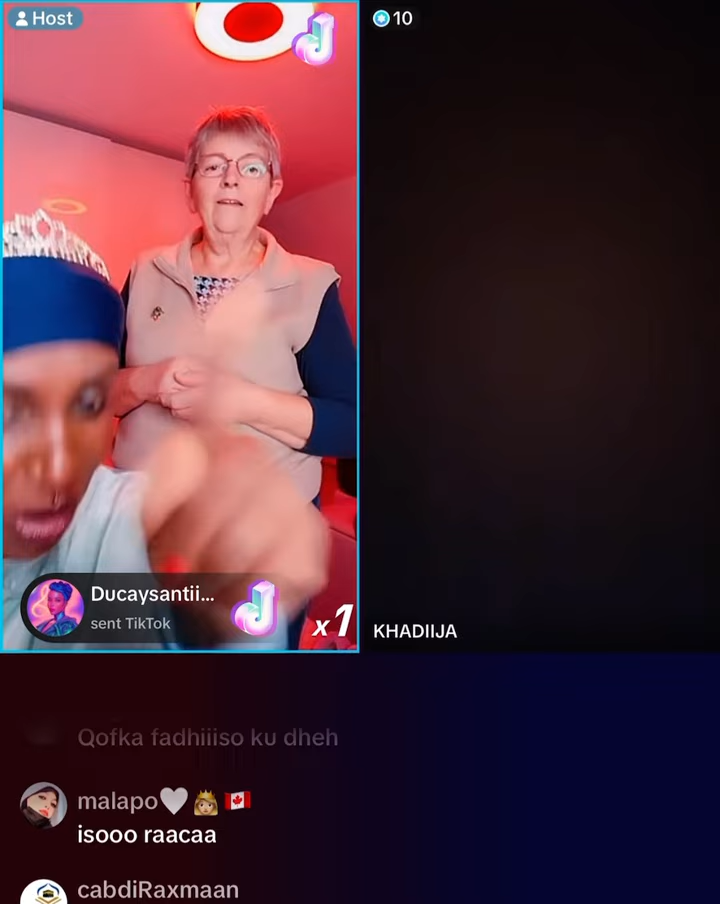 Host
10
Ducaysantii...
sent TikTok
x1
KHADIIJA
Qofka fadhiiiso ku dheh
malapo🤍👸🏼🇨🇦
isooo raacaa
cabdiRaxmaan